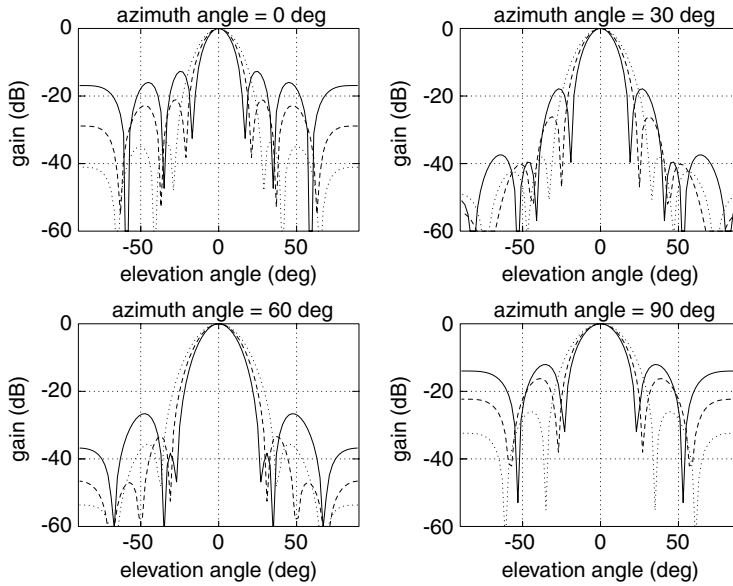 azimuth angle = 0 deg
0
-20
-40
-60
gain (dB)
-50
0
50
elevation angle (deg)
azimuth angle = 30 deg
0
-20
-40
-60
gain (dB)
-50
0
50
elevation angle (deg)
azimuth angle = 60 deg
0
-20
-40
-60
gain (dB)
-50
0
50
elevation angle (deg)
azimuth angle = 90 deg
0
-20
-40
-60
gain (dB)
-50
0
50
elevation angle (deg)